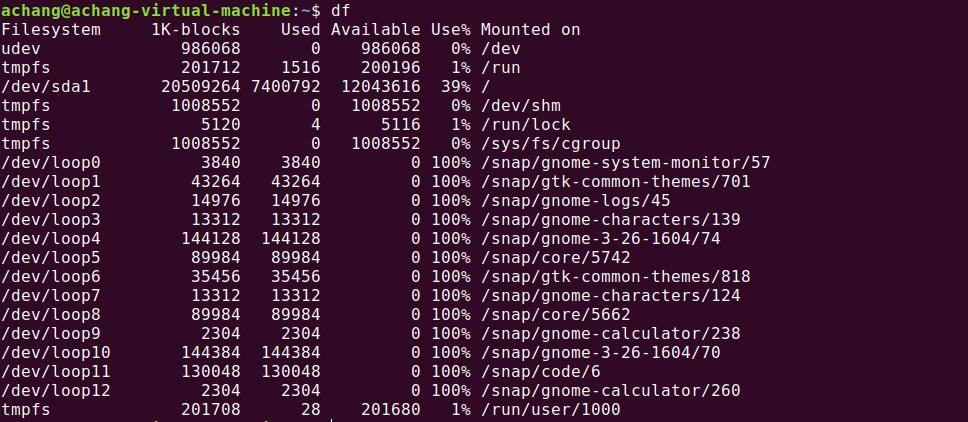 achang@achang-virtual-machine:~$ df
Filesystem     1K-blocks    Used Available Use% Mounted on
udev              986068       0    986068   0% /dev
tmpfs             201712    1516    200196   1% /run
/dev/sda1       20509264 7400792  12043616  39% /
tmpfs            1008552       0   1008552   0% /dev/shm
tmpfs               5120       4      5116   1% /run/lock
tmpfs            1008552       0   1008552   0% /sys/fs/cgroup
/dev/loop0          3840    3840         0 100% /snap/gnome-system-monitor/57
/dev/loop1         43264   43264         0 100% /snap/gtk-common-themes/701
/dev/loop2         14976   14976         0 100% /snap/gnome-logs/45
/dev/loop3         13312   13312         0 100% /snap/gnome-characters/139
/dev/loop4        144128  144128         0 100% /snap/gnome-3-26-1604/74
/dev/loop5         89984   89984         0 100% /snap/core/5742
/dev/loop6         35456   35456         0 100% /snap/gtk-common-themes/818
/dev/loop7         13312   13312         0 100% /snap/gnome-characters/124
/dev/loop8         89984   89984         0 100% /snap/core/5662
/dev/loop9          2304    2304         0 100% /snap/gnome-calculator/238
/dev/loop10       144384  144384         0 100% /snap/gnome-3-26-1604/70
/dev/loop11       130048  130048         0 100% /snap/code/6
/dev/loop12         2304    2304         0 100% /snap/gnome-calculator/260
tmpfs             201708      28    201680   1% /run/user/1000